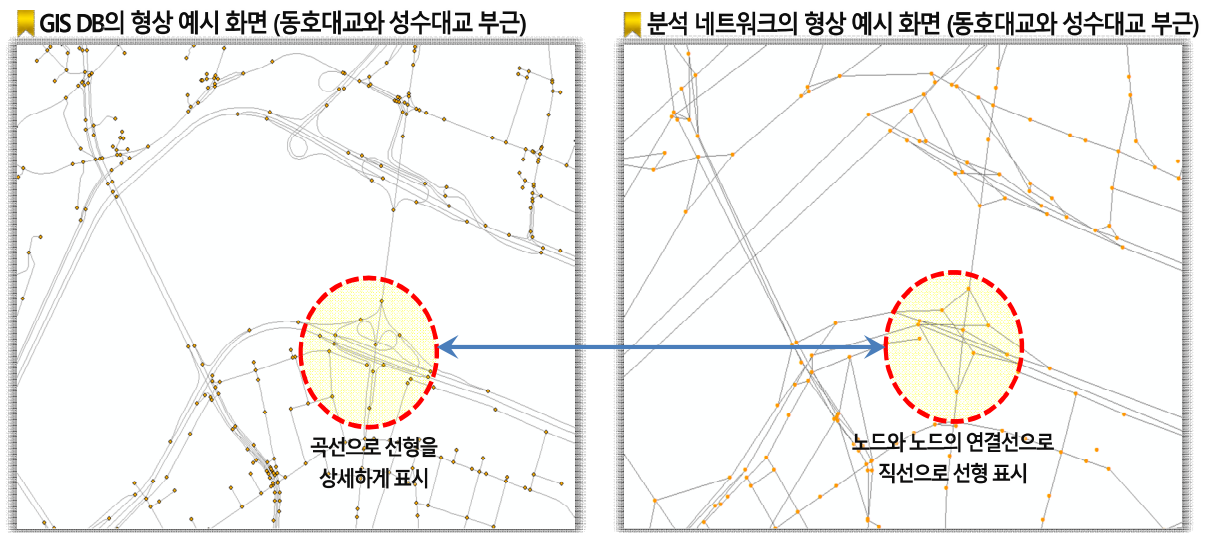 GIS DB의 형상 예시 화면 (동호대교와 성수대교 부근)
분석 네트워크의 형상 예시 화면 (동호대교와 성수대교 부근)
곡선으로 선형을
상세하게 표시
노드와 노드의 연결선으로
직선으로 선형 표시